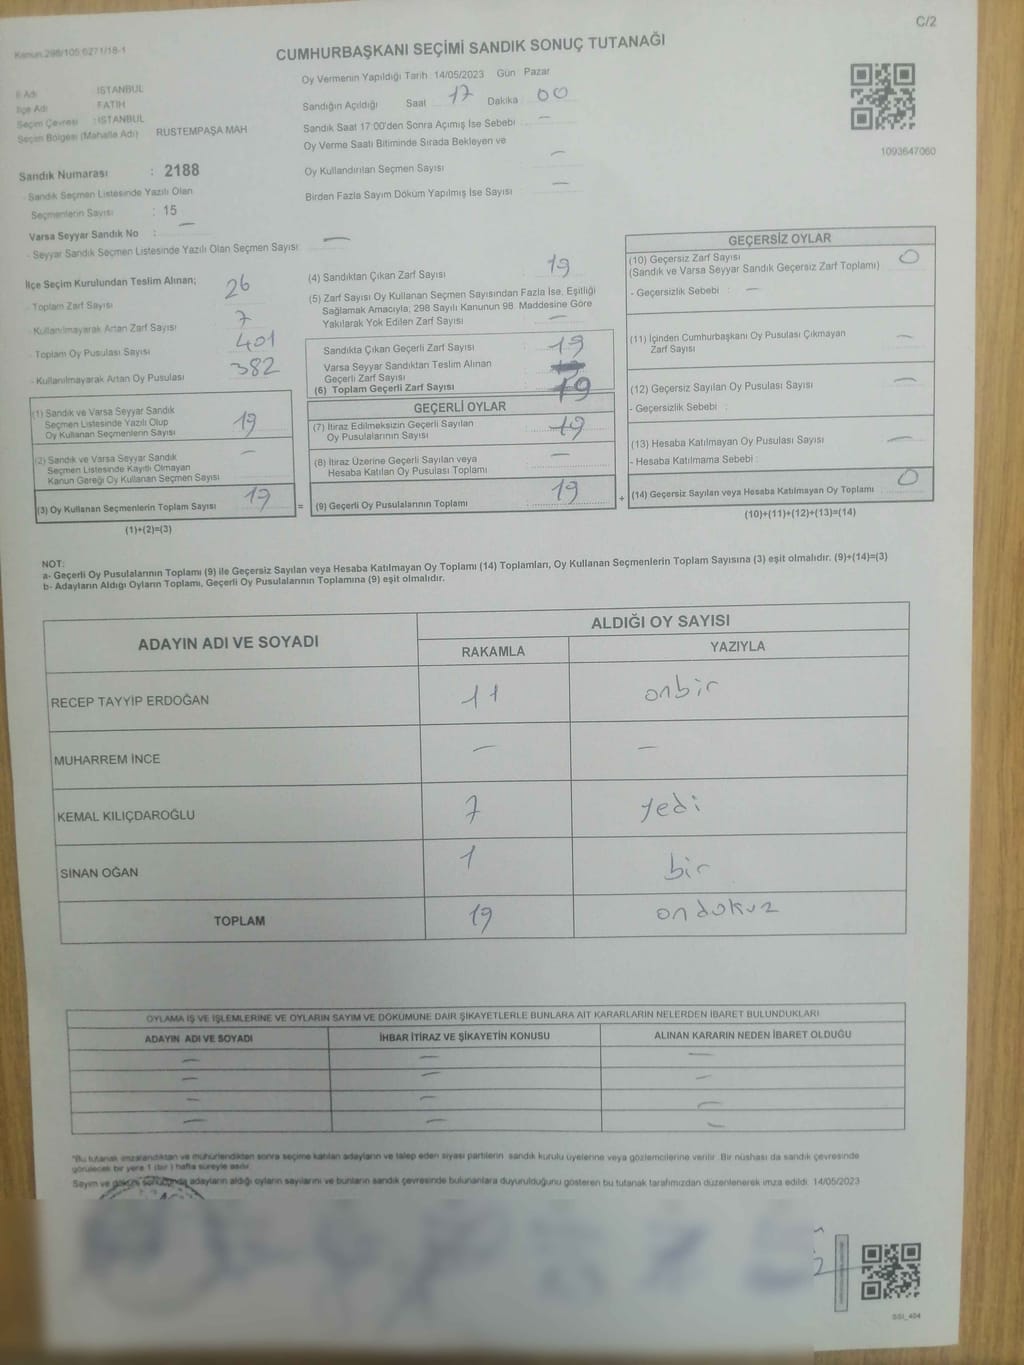 C/2
Kanun:298/105 6271/18-1
CUMHURBAŞKANI SEÇİMİ SANDIK SONUÇ TUTANAĞI
İl Adı : İSTANBUL
İlçe Adı : FATİH
Seçim Çevresi : İSTANBUL
Seçim Bölgesi (Mahalle Adı) RÜSTEMPAŞA MAH
Sandık Numarası : 2188
- Sandık Seçmen Listesinde Yazılı Olan
Seçmenlerin Sayısı : 15
Varsa Seyyar Sandık No : —
- Seyyar Sandık Seçmen Listesinde Yazılı Olan Seçmen Sayısı: —
Oy Vermenin Yapıldığı Tarih : 14/05/2023 Gün : Pazar
Sandığın Açıldığı Saat 17 Dakika 00
Sandık Saat 17:00'den Sonra Açımış İse Sebebi —
Oy Verme Saati Bitiminde Sırada Bekleyen ve
Oy Kullandırılan Seçmen Sayısı —
Birden Fazla Sayım Döküm Yapılmış İse Sayısı —
1093647060
İlçe Seçim Kurulundan Teslim Alınan;
- Toplam Zarf Sayısı 26
- Kullanılmayarak Artan Zarf Sayısı 7
- Toplam Oy Pusulası Sayısı 401
- Kullanılmayarak Artan Oy Pusulası 382
(1) Sandık ve Varsa Seyyar Sandık
Seçmen Listesinde Yazılı Olup
Oy Kullanan Seçmenlerin Sayısı 19
(2) Sandık ve Varsa Seyyar Sandık
Seçmen Listesinde Kayıtlı Olmayan
Kanun Gereği Oy Kullanan Seçmen Sayısı —
(3) Oy Kullanan Seçmenlerin Toplam Sayısı 19
(1)+(2)=(3)
(4) Sandıktan Çıkan Zarf Sayısı 19
(5) Zarf Sayısı Oy Kullanan Seçmen Sayısından Fazla İse, Eşitliği
Sağlamak Amacıyla; 298 Sayılı Kanunun 98. Maddesine Göre
Yakılarak Yok Edilen Zarf Sayısı —
Sandıkta Çıkan Geçerli Zarf Sayısı 19
Varsa Seyyar Sandıktan Teslim Alınan
Geçerli Zarf Sayısı
(6) Toplam Geçerli Zarf Sayısı 19
GEÇERLİ OYLAR
(7) İtiraz Edilmeksizin Geçerli Sayılan
Oy Pusulalarının Sayısı 19
(8) İtiraz Üzerine Geçerli Sayılan veya
Hesaba Katılan Oy Pusulası Toplamı —
= (9) Geçerli Oy Pusulalarının Toplamı 19
GEÇERSİZ OYLAR
(10) Geçersiz Zarf Sayısı
(Sandık ve Varsa Seyyar Sandık Geçersiz Zarf Toplamı) 0
- Geçersizlik Sebebi : —
(11) İçinden Cumhurbaşkanı Oy Pusulası Çıkmayan
Zarf Sayısı —
(12) Geçersiz Sayılan Oy Pusulası Sayısı —
- Geçersizlik Sebebi :
(13) Hesaba Katılmayan Oy Pusulası Sayısı —
- Hesaba Katılmama Sebebi :
+ (14) Geçersiz Sayılan veya Hesaba Katılmayan Oy Toplamı 0
(10)+(11)+(12)+(13)=(14)
NOT:
a- Geçerli Oy Pusulalarının Toplamı (9) ile Geçersiz Sayılan veya Hesaba Katılmayan Oy Toplamı (14) Toplamları, Oy Kullanan Seçmenlerin Toplam Sayısına (3) eşit olmalıdır. (9)+(14)=(3)
b- Adayların Aldığı Oyların Toplamı, Geçerli Oy Pusulalarının Toplamına (9) eşit olmalıdır.
ADAYIN ADI VE SOYADI
ALDIĞI OY SAYISI
RAKAMLA YAZIYLA
RECEP TAYYİP ERDOĞAN 11 onbir
MUHARREM İNCE — —
KEMAL KILIÇDAROĞLU 7 yedi
SİNAN OĞAN 1 bir
TOPLAM 19 ondokuz
OYLAMA İŞ VE İŞLEMLERİNE VE OYLARIN SAYIM VE DÖKÜMÜNE DAİR ŞİKAYETLERLE BUNLARA AİT KARARLARIN NELERDEN İBARET BULUNDUKLARI
ADAYIN ADI VE SOYADI İHBAR İTİRAZ VE ŞİKAYETİN KONUSU ALINAN KARARIN NEDEN İBARET OLDUĞU
— — —
— — —
— — —
— — —
"Bu tutanak imzalandıktan ve mühürlendikten sonra seçime katılan adayların ve talep eden siyasi partilerin sandık kurulu üyelerine veya gözlemcilerine verilir. Bir nüshası da sandık çevresinde
görülecek bir yere 1 (bir ) hafta süreyle asılır.
Sayım ve döküm sonucunda adayların aldığı oyların sayılarını ve bunların sandık çevresinde bulunanlara duyurulduğunu gösteren bu tutanak tarafımızdan düzenlenerek imza edildi. 14/05/2023
SSI_404